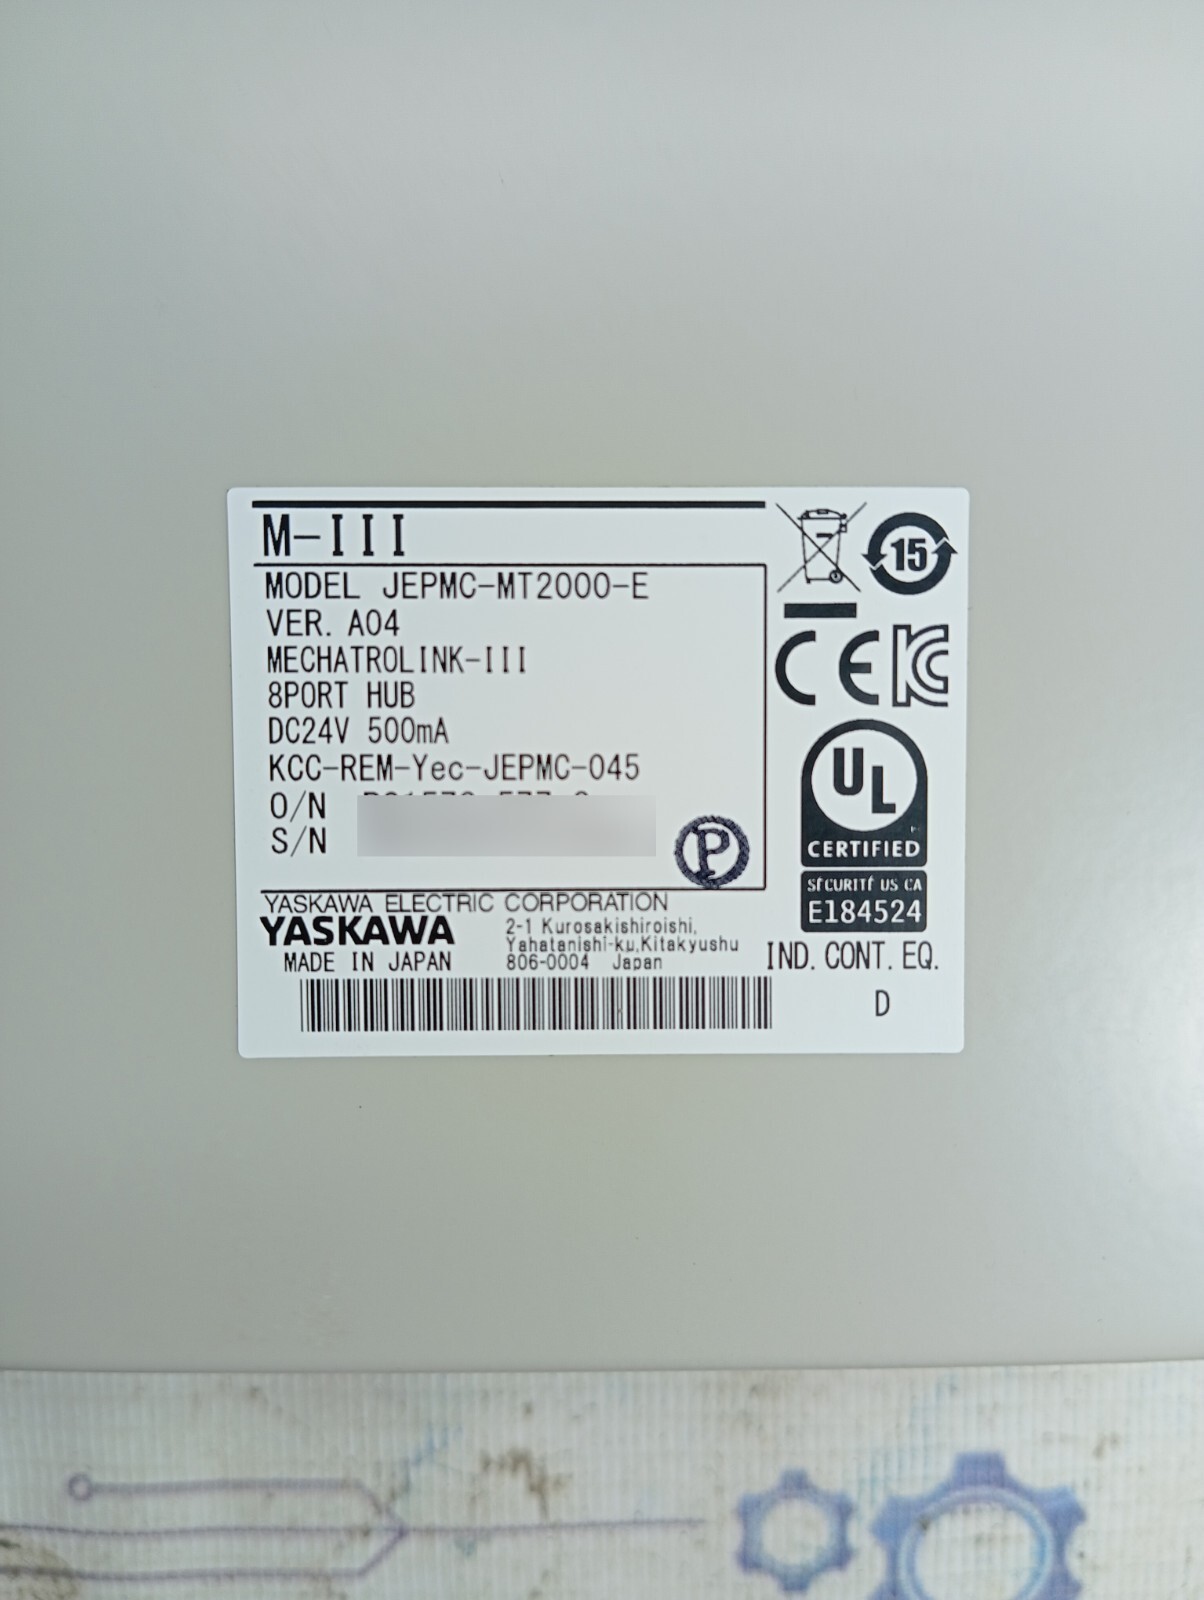 M-III
MODEL JEPMC-MT2000-E
VER. A04
MECHATROLINK-III
8PORT HUB
DC24V 500mA
KCC-REM-Yec-JEPMC-045
O/N
S/N
P
YASKAWA ELECTRIC CORPORATION
YASKAWA
MADE IN JAPAN
2-1 Kurosakishiroishi,
Yahatanishi-ku,Kitakyushu
806-0004 Japan
15
CE
UL
CERTIFIED
SÉCURITÉ US CA
E184524
IND. CONT. EQ.
D